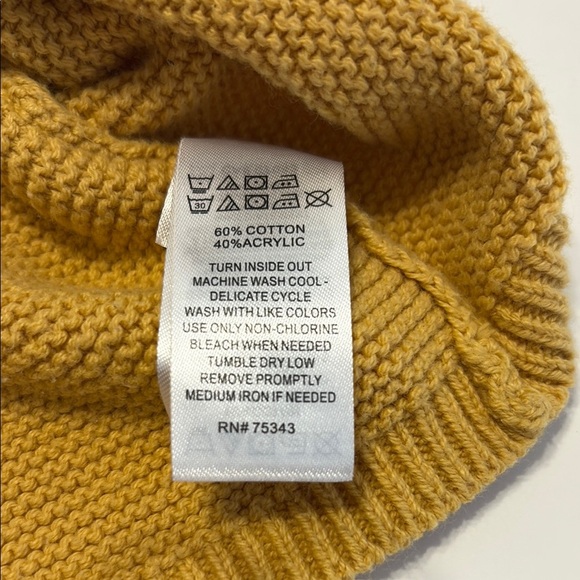 30
60% COTTON
40%ACRYLIC
TURN INSIDE OUT
MACHINE WASH COOL -
DELICATE CYCLE
WASH WITH LIKE COLORS
USE ONLY NON-CHLORINE
BLEACH WHEN NEEDED
TUMBLE DRY LOW
REMOVE PROMPTLY
MEDIUM IRON IF NEEDED
RN# 75343